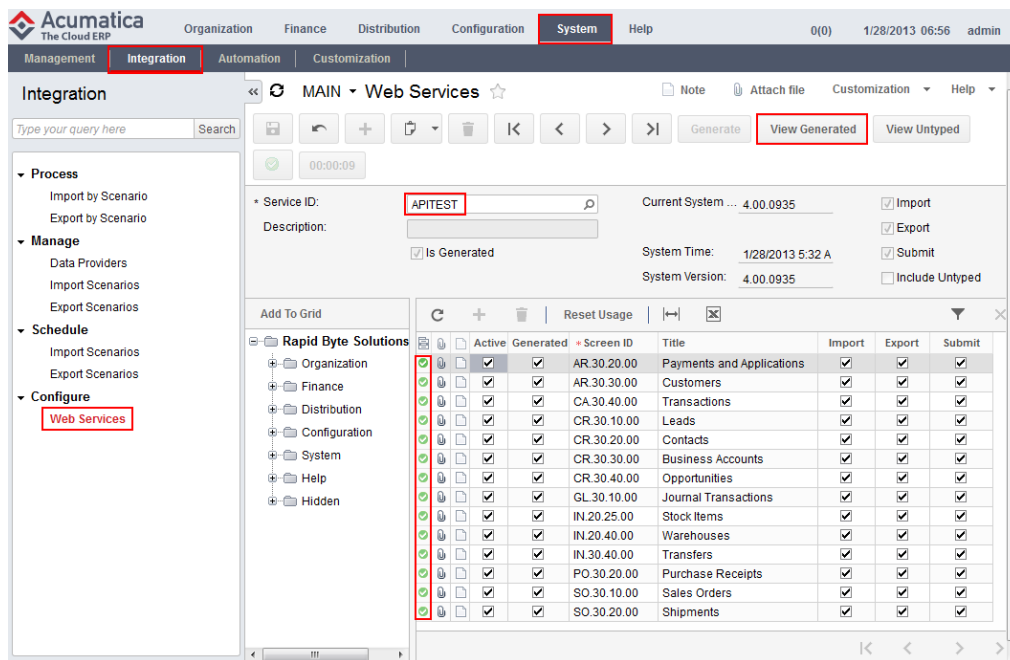 Acumatica
The Cloud ERP
Organization Finance Distribution Configuration System Help 0(0) 1/28/2013 06:56 admin
Management Integration Automation Customization
Integration
Type your query here Search
Process
Import by Scenario
Export by Scenario
Manage
Data Providers
Import Scenarios
Export Scenarios
Schedule
Import Scenarios
Export Scenarios
Configure
Web Services
MAIN Web Services Note Attach file Customization Help
Generate View Generated View Untyped
00:00:09
* Service ID: APITEST Current System ... 4.00.0935 Import
Description: Export
Is Generated System Time: 1/28/2013 5:32 A Submit
System Version: 4.00.0935 Include Untyped
Add To Grid
Rapid Byte Solutions
Organization
Finance
Distribution
Configuration
System
Help
Hidden
Reset Usage
Active Generated * Screen ID Title Import Export Submit
AR.30.20.00 Payments and Applications
AR.30.30.00 Customers
CA.30.40.00 Transactions
CR.30.10.00 Leads
CR.30.20.00 Contacts
CR.30.30.00 Business Accounts
CR.30.40.00 Opportunities
GL.30.10.00 Journal Transactions
IN.20.25.00 Stock Items
IN.20.40.00 Warehouses
IN.30.40.00 Transfers
PO.30.20.00 Purchase Receipts
SO.30.10.00 Sales Orders
SO.30.20.00 Shipments